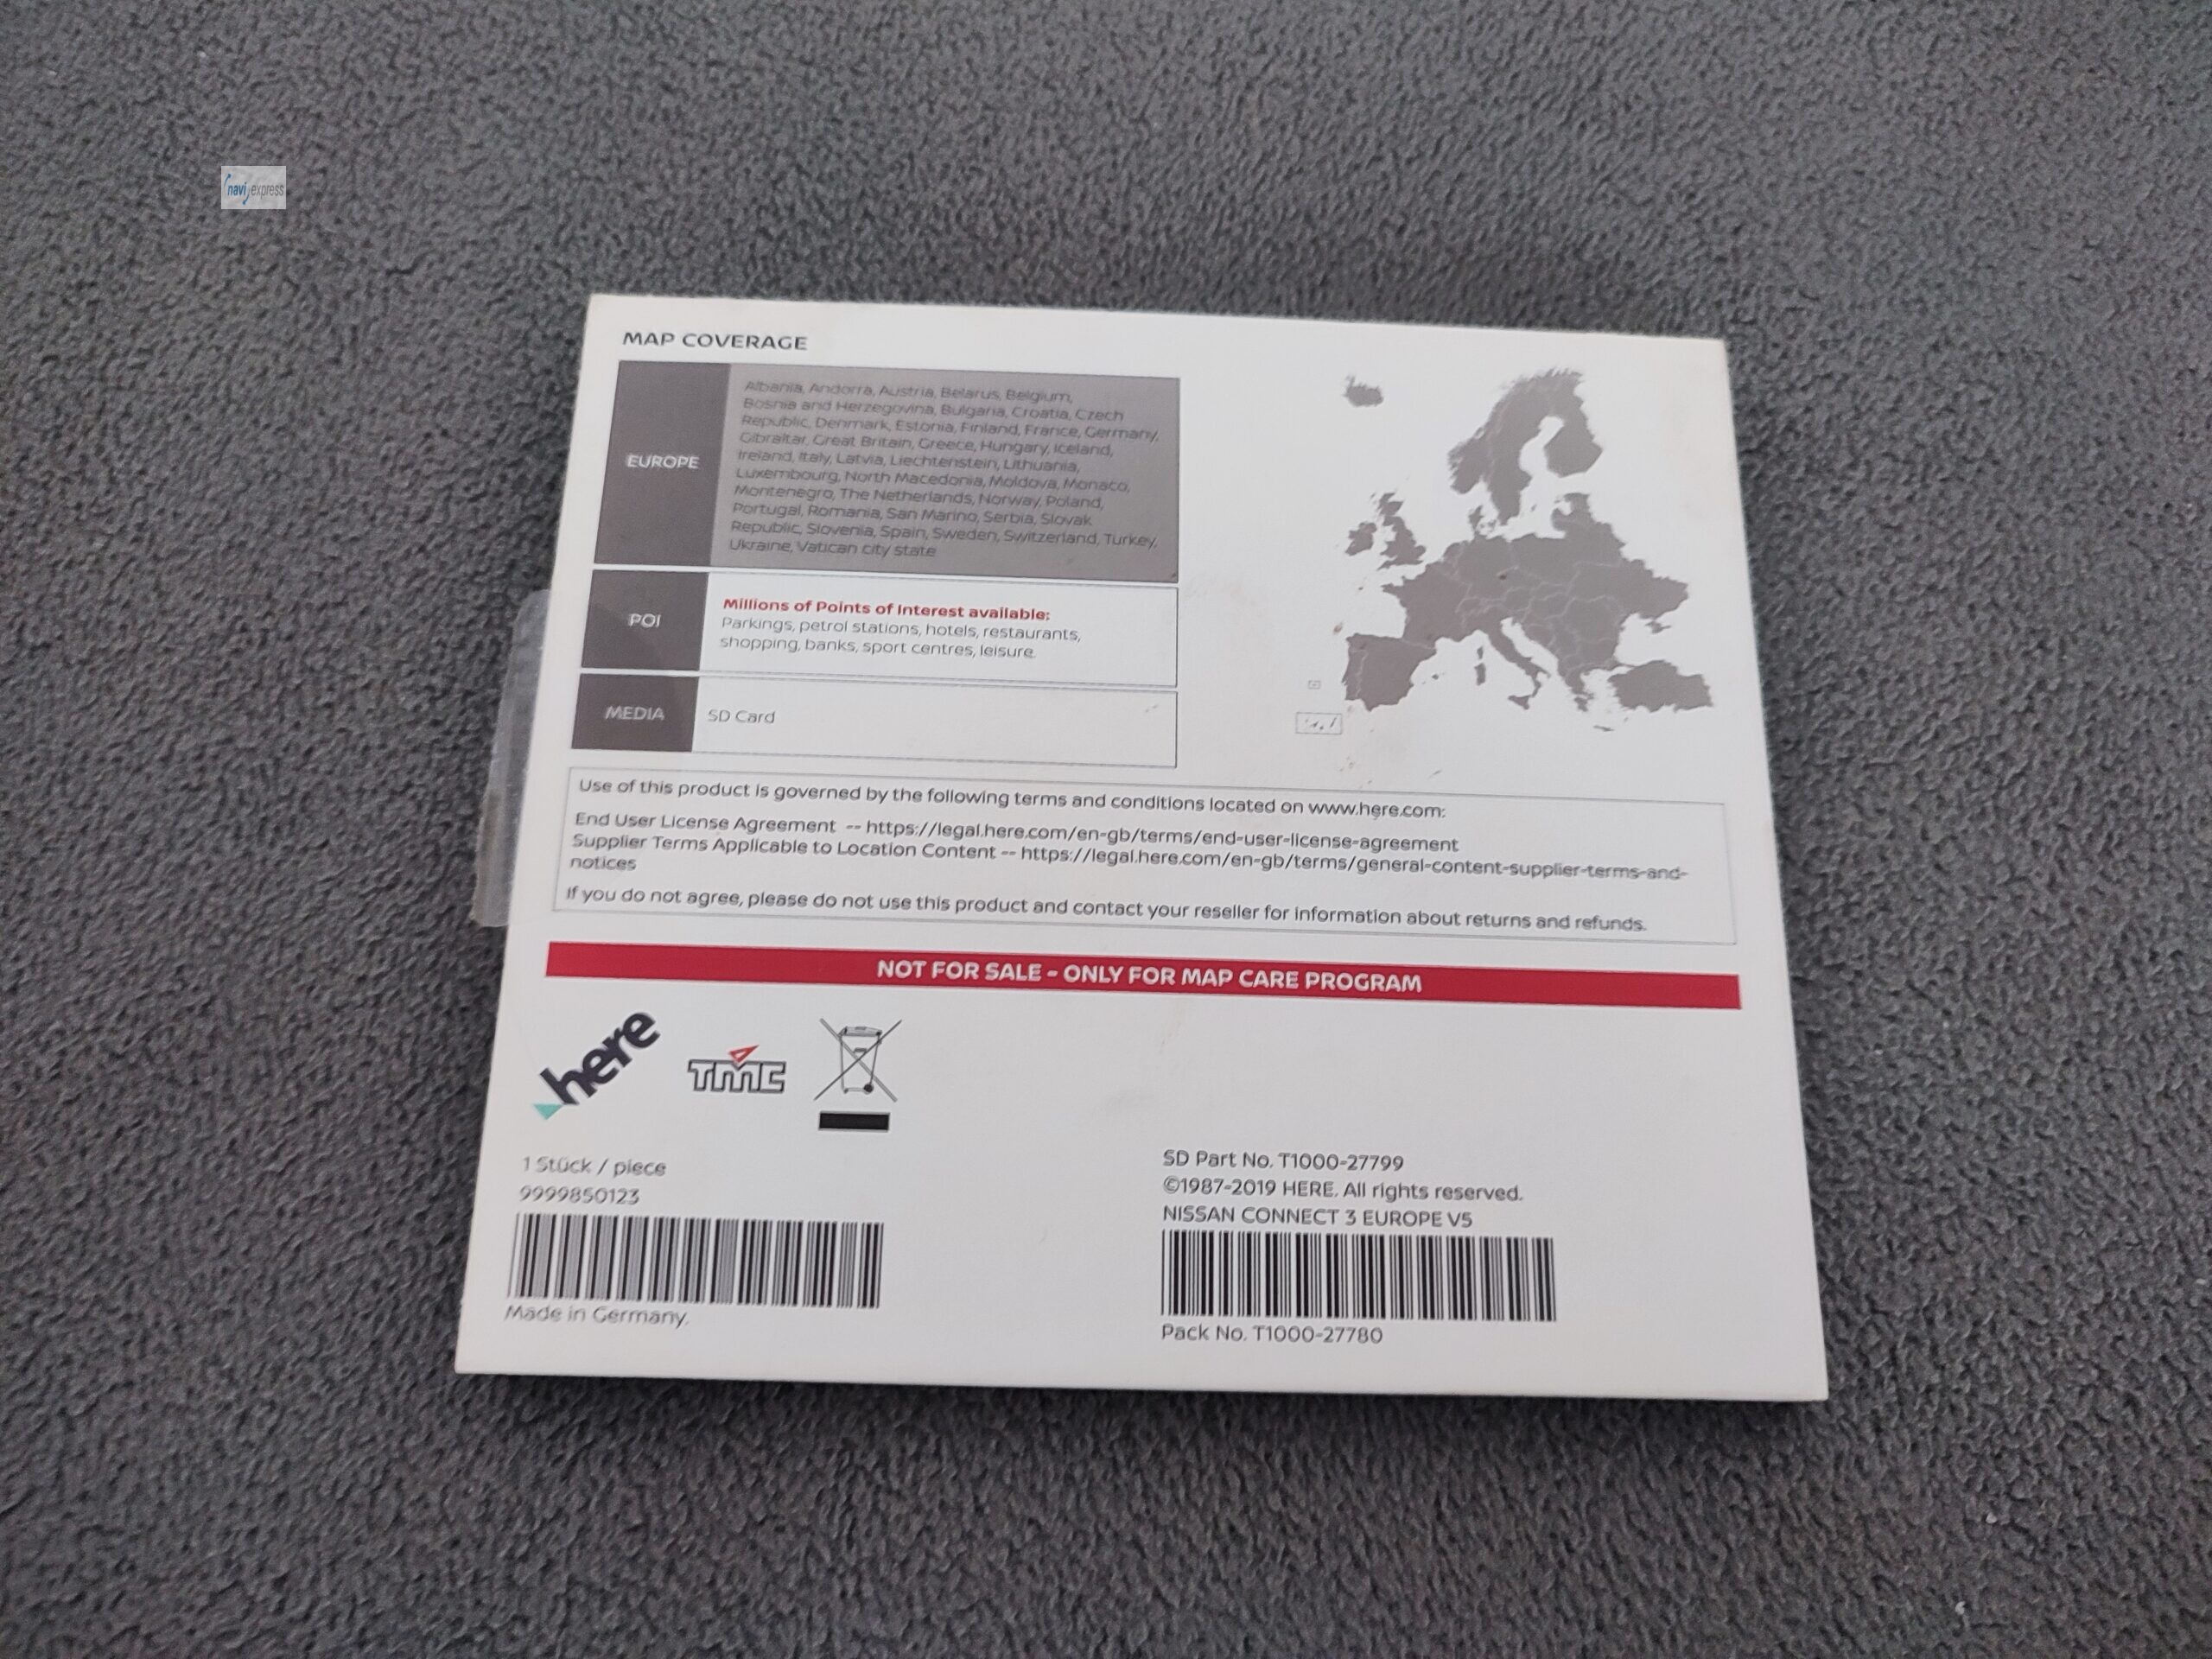 navi express
MAP COVERAGE
EUROPE
Albania, Andorra, Austria, Belarus, Belgium,
Bosnia and Herzegovina, Bulgaria, Croatia, Czech
Republic, Denmark, Estonia, Finland, France, Germany,
Gibraltar, Great Britain, Greece, Hungary, Iceland,
Ireland, Italy, Latvia, Liechtenstein, Lithuania,
Luxembourg, North Macedonia, Moldova, Monaco,
Montenegro, The Netherlands, Norway, Poland,
Portugal, Romania, San Marino, Serbia, Slovak
Republic, Slovenia, Spain, Sweden, Switzerland, Turkey,
Ukraine, Vatican city state
POI
Millions of Points of Interest available:
Parkings, petrol stations, hotels, restaurants,
shopping, banks, sport centres, leisure.
MEDIA
SD Card
Use of this product is governed by the following terms and conditions located on www.here.com:
End User License Agreement -- https://legal.here.com/en-gb/terms/end-user-license-agreement
Supplier Terms Applicable to Location Content -- https://legal.here.com/en-gb/terms/general-content-supplier-terms-and-
notices
If you do not agree, please do not use this product and contact your reseller for information about returns and refunds.
NOT FOR SALE - ONLY FOR MAP CARE PROGRAM
here
TMC
1 Stück / piece
9999850123
Made in Germany.
SD Part No. T1000-27799
©1987-2019 HERE. All rights reserved.
NISSAN CONNECT 3 EUROPE V5
Pack No. T1000-27780